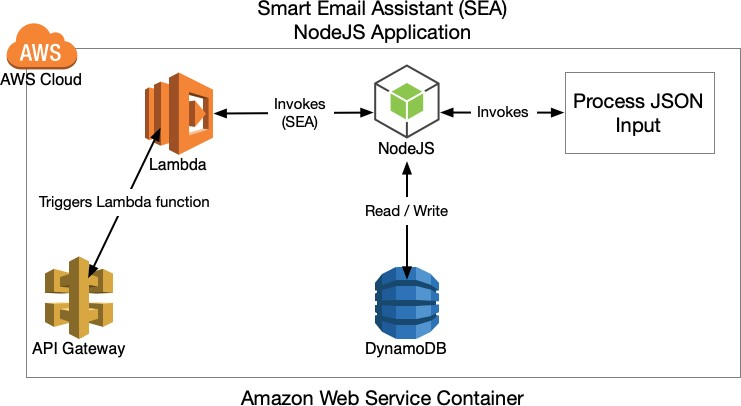 Smart Email Assistant (SEA)
NodeJS Application
AWS
AWS Cloud
Lambda
Invokes
(SEA)
NodeJS
Invokes
Process JSON
Input
Triggers Lambda function
Read / Write
API Gateway
DynamoDB
Amazon Web Service Container